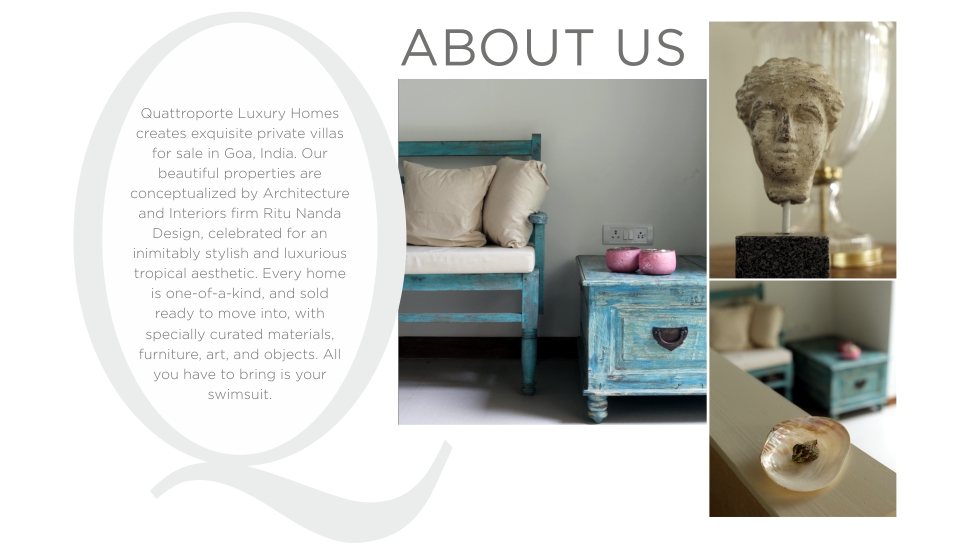 ABOUT US
Quattroporte Luxury Homes
creates exquisite private villas
for sale in Goa, India. Our
beautiful properties are
conceptualized by Architecture
and Interiors firm Ritu Nanda
Design, celebrated for an
inimitably stylish and luxurious
tropical aesthetic. Every home
is one-of-a-kind, and sold
ready to move into, with
specially curated materials,
furniture, art, and objects. All
you have to bring is your
swimsuit.
Q